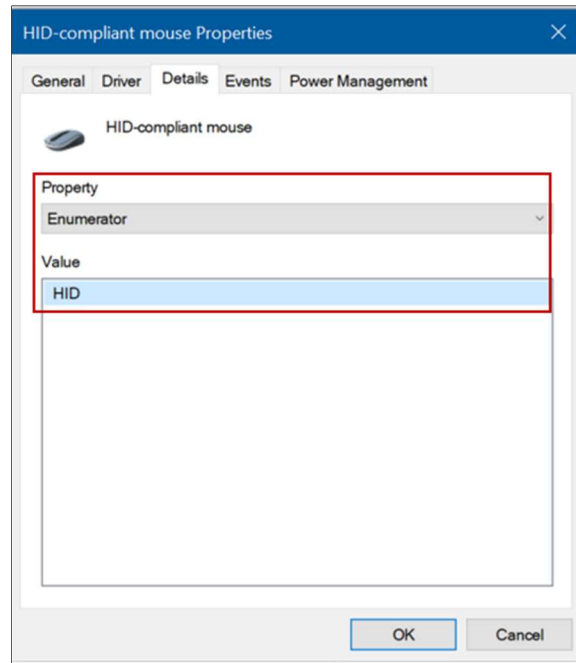 HID-compliant mouse Properties
General Driver Details Events Power Management
HID-compliant mouse
Property
Enumerator
Value
HID
OK Cancel